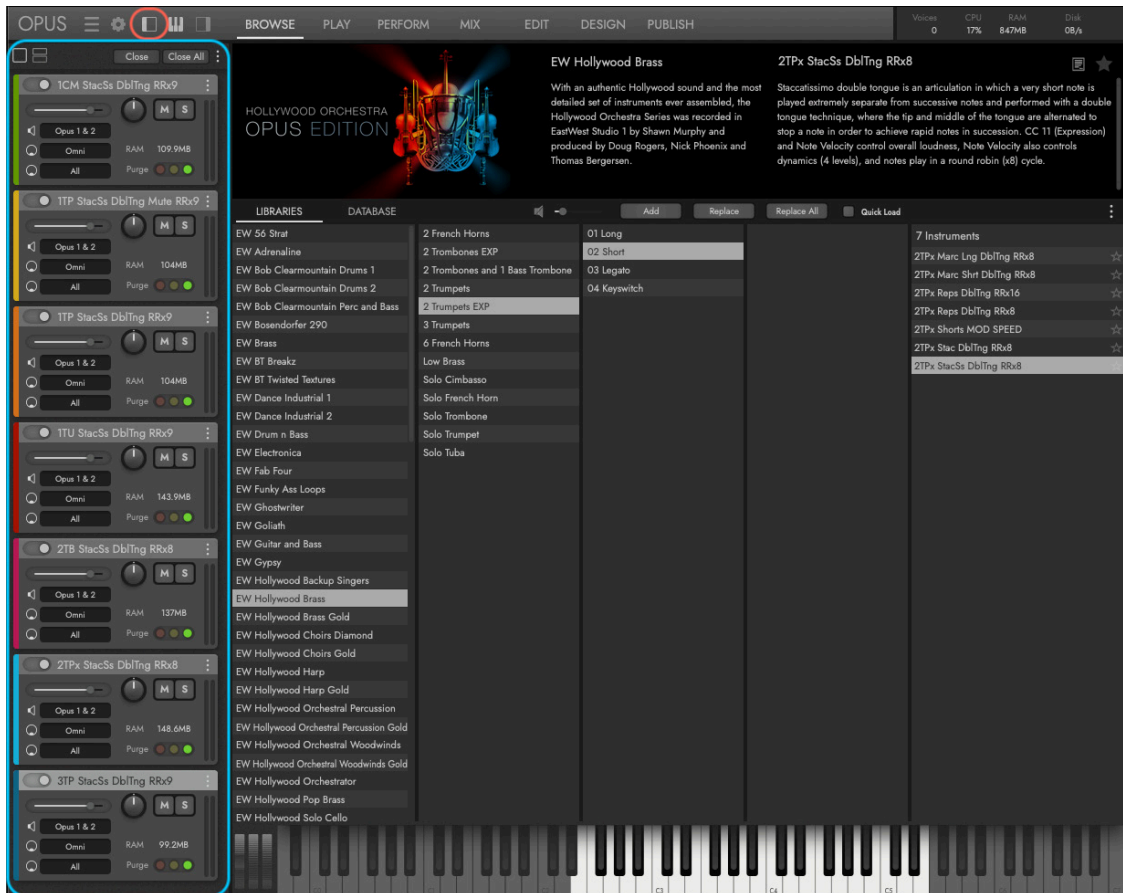 OPUS
BROWSE PLAY PERFORM MIX EDIT DESIGN PUBLISH
Voices CPU RAM Disk
0 17% 847MB 0B/s
Close Close All
1CM StacSs DblTng RRx9
M S
Opus 1 & 2
Omni RAM 109.9MB
All Purge
1TP StacSs DblTng Mute RRx9
M S
Opus 1 & 2
Omni RAM 104MB
All Purge
1TP StacSs DblTng RRx9
M S
Opus 1 & 2
Omni RAM 104MB
All Purge
1TU StacSs DblTng RRx9
M S
Opus 1 & 2
Omni RAM 143.9MB
All Purge
2TB StacSs DblTng RRx8
M S
Opus 1 & 2
Omni RAM 137MB
All Purge
2TPx StacSs DblTng RRx8
M S
Opus 1 & 2
Omni RAM 148.6MB
All Purge
3TP StacSs DblTng RRx9
M S
Opus 1 & 2
Omni RAM 99.2MB
All Purge
HOLLYWOOD ORCHESTRA
OPUS EDITION
EW Hollywood Brass
With an authentic Hollywood sound and the most
detailed set of instruments ever assembled, the
Hollywood Orchestra Series was recorded in
EastWest Studio 1 by Shawn Murphy and
produced by Doug Rogers, Nick Phoenix and
Thomas Bergersen.
2TPx StacSs DblTng RRx8
Staccatissimo double tongue is an articulation in which a very short note is
played extremely separate from successive notes and performed with a double
tongue technique, where the tip and middle of the tongue are alternated to
stop a note in order to achieve rapid notes in succession. CC 11 (Expression)
and Note Velocity control overall loudness, Note Velocity also controls
dynamics (4 levels), and notes play in a round robin (x8) cycle.
LIBRARIES DATABASE Add Replace Replace All Quick Load
EW 56 Strat
EW Adrenaline
EW Bob Clearmountain Drums 1
EW Bob Clearmountain Drums 2
EW Bob Clearmountain Perc and Bass
EW Bosendorfer 290
EW Brass
EW BT Breakz
EW BT Twisted Textures
EW Dance Industrial 1
EW Dance Industrial 2
EW Drum n Bass
EW Electronica
EW Fab Four
EW Funky Ass Loops
EW Ghostwriter
EW Goliath
EW Guitar and Bass
EW Gypsy
EW Hollywood Backup Singers
EW Hollywood Brass
EW Hollywood Brass Gold
EW Hollywood Choirs Diamond
EW Hollywood Choirs Gold
EW Hollywood Harp
EW Hollywood Harp Gold
EW Hollywood Orchestral Percussion
EW Hollywood Orchestral Percussion Gold
EW Hollywood Orchestral Woodwinds
EW Hollywood Orchestral Woodwinds Gold
EW Hollywood Orchestrator
EW Hollywood Pop Brass
EW Hollywood Solo Cello
2 French Horns
2 Trombones EXP
2 Trombones and 1 Bass Trombone
2 Trumpets
2 Trumpets EXP
3 Trumpets
6 French Horns
Low Brass
Solo Cimbasso
Solo French Horn
Solo Trombone
Solo Trumpet
Solo Tuba
01 Long
02 Short
03 Legato
04 Keyswitch
7 Instruments
2TPx Marc Lng DblTng RRx8
2TPx Marc Shrt DblTng RRx8
2TPx Reps DblTng RRx16
2TPx Reps DblTng RRx8
2TPx Shorts MOD SPEED
2TPx Stac DblTng RRx8
2TPx StacSs DblTng RRx8
C3 C4 C5